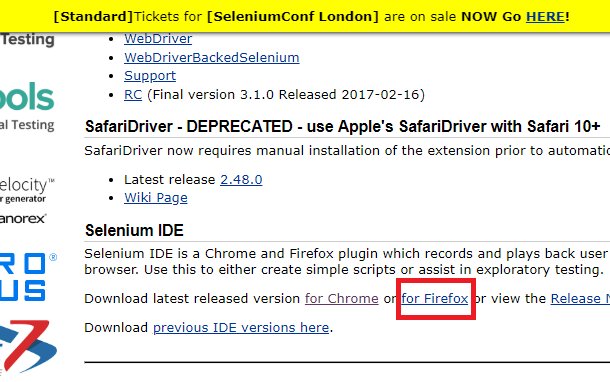 [Standard]Tickets for [SeleniumConf London] are on sale NOW Go HERE!
Testing
WebDriver
WebDriverBackedSelenium
Support
RC (Final version 3.1.0 Released 2017-02-16)
ools
al Testing
SafariDriver - DEPRECATED - use Apple's SafariDriver with Safari 10+
SafariDriver now requires manual installation of the extension prior to automatic
Latest release 2.48.0
Wiki Page
elocity™
r generator
anorex®
Selenium IDE
Selenium IDE is a Chrome and Firefox plugin which records and plays back user
browser. Use this to either create simple scripts or assist in exploratory testing.
RO®
US
Download latest released version for Chrome or for Firefox or view the Release N
Download previous IDE versions here.